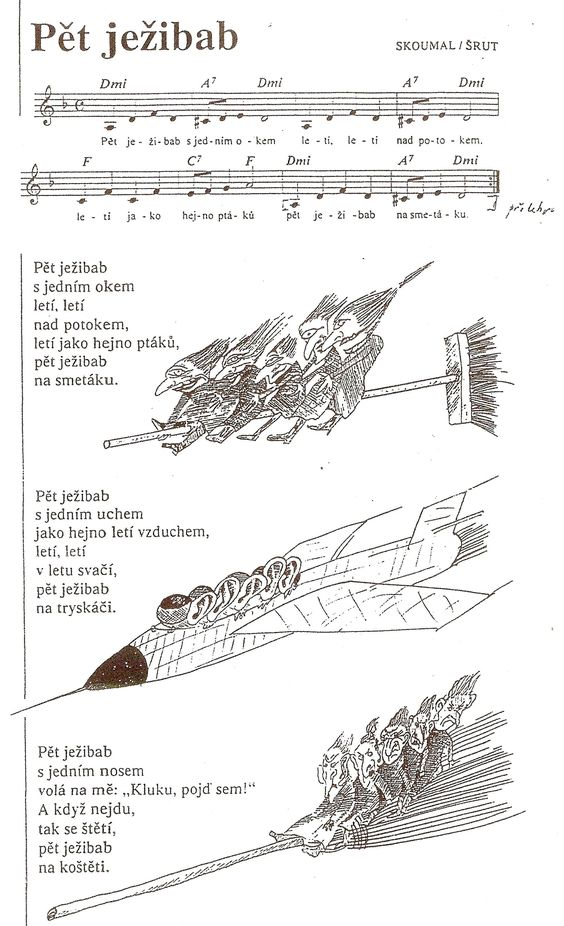 Pět ježibab
SKOUMAL / ŠRUT
Dmi A7 Dmi A7 Dmi
Pět je - ži - bab s jed - ním o - kem le - tí, le - tí nad po - to - kem.
F C7 F Dmi A7 Dmi
le - tí ja - ko hej - no ptá - ků pět je - ži - bab na sme - tá - ku.
Pět ježibab
s jedním okem
letí, letí
nad potokem,
letí jako hejno ptáků,
pět ježibab
na smetáku.
Pět ježibab
s jedním uchem
jako hejno letí vzduchem,
letí, letí
v letu svačí,
pět ježibab
na tryskáči.
Pět ježibab
s jedním nosem
volá na mě: „Kluku, pojď sem!“
A když nejdu,
tak se štětí,
pět ježibab
na koštěti.